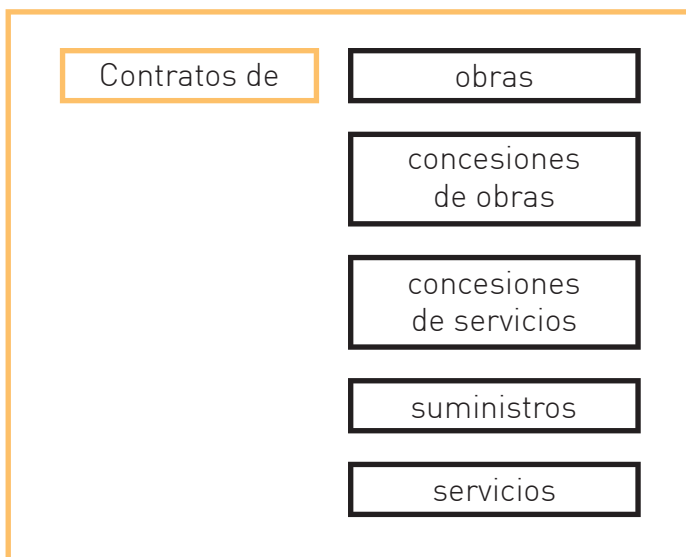 Contratos de
obras
concesiones
de obras
concesiones
de servicios
suministros
servicios